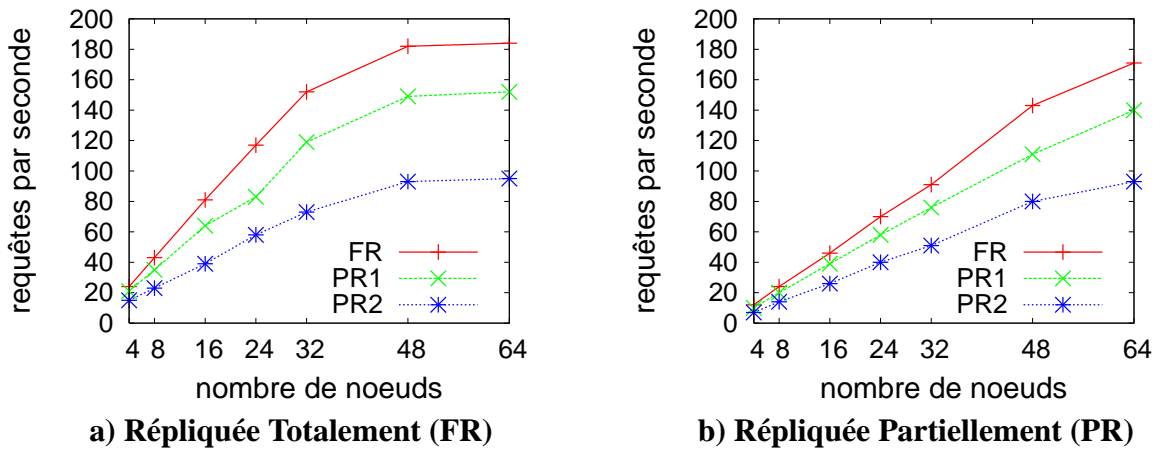 200
180
160
140
120
100
80
60
40
20
0
requêtes par seconde
FR
PR1
PR2
4 8 16 24 32 48 64
nombre de noeuds
a) Répliquée Totalement (FR)
200
180
160
140
120
100
80
60
40
20
0
requêtes par seconde
FR
PR1
PR2
4 8 16 24 32 48 64
nombre de noeuds
b) Répliquée Partiellement (PR)